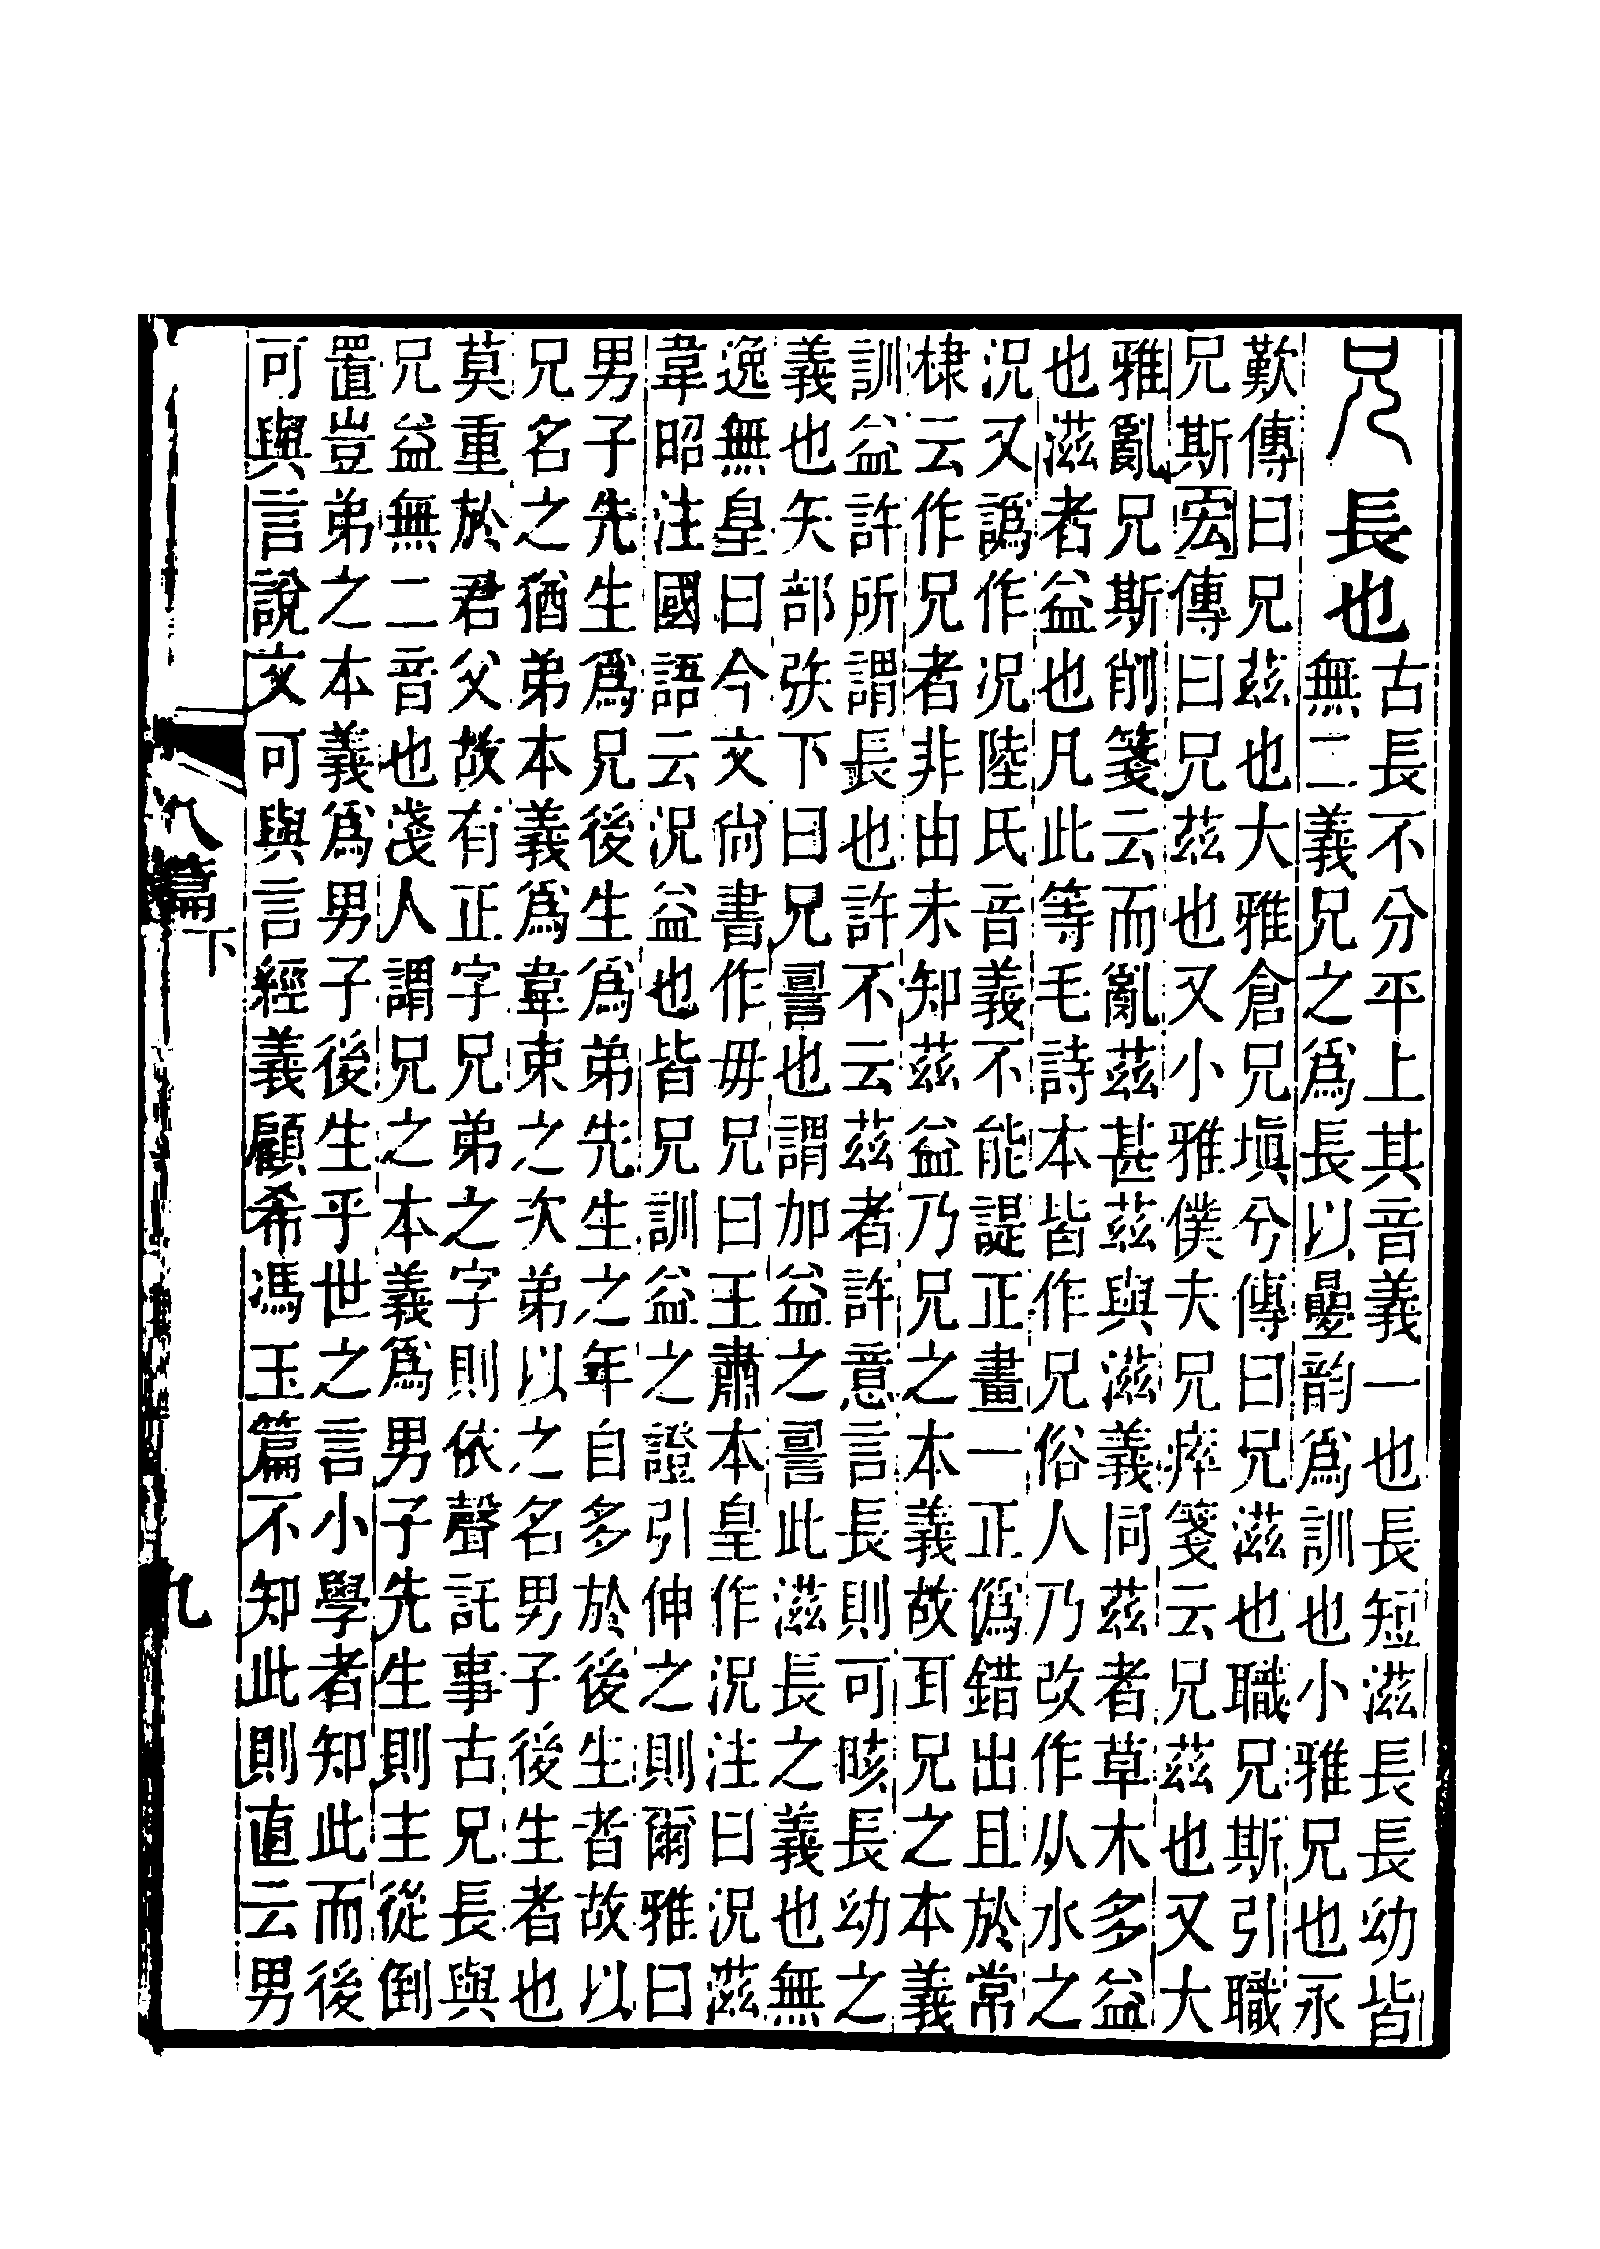 兄 長也
古長不分平上其音義一也長短滋長長幼皆
無二義兄之爲長以曡韵爲訓也小雅兄也永
歎傳曰兄茲也大雅倉兄塡兮傳曰兄滋也職兄斯引職
兄斯宏傳曰兄茲也又小雅僕夫兄瘁箋云兄茲也又大
雅亂兄斯削箋云而亂茲甚茲與滋義同茲者草木多益
也滋者益也凡此等毛詩本皆作兄俗人乃改作从水之
況又譌作况陸氏音義不能諟正畫一正僞錯出且於常
棣云作兄者非由未知茲益乃兄之本義故耳兄之本義
訓益許所謂長也許不云茲者許意言長則可晐長幼之
義也矢部弞下曰兄䛐也謂加益之䛐此滋長之義也無
逸無皇曰今文尙書作毋兄曰王肅本皇作況注曰況滋
韋昭注國語云況益也皆兄訓益之證引伸之則爾雅曰
男子先生爲兄後生爲弟先生之年自多於後生者故以
兄名之猶弟本義爲韋束之次弟以之名男子後生者也
莫重於君父故有正字兄弟之字則依聲託事古兄長與
兄益無二音也淺人謂兄之本義爲男子先生則主從倒
置豈弟之本義爲男子後生乎世之言小學者知此而後
可與言說文可與言經義顧希馮玉篇不知此則直云男
八篇下
九